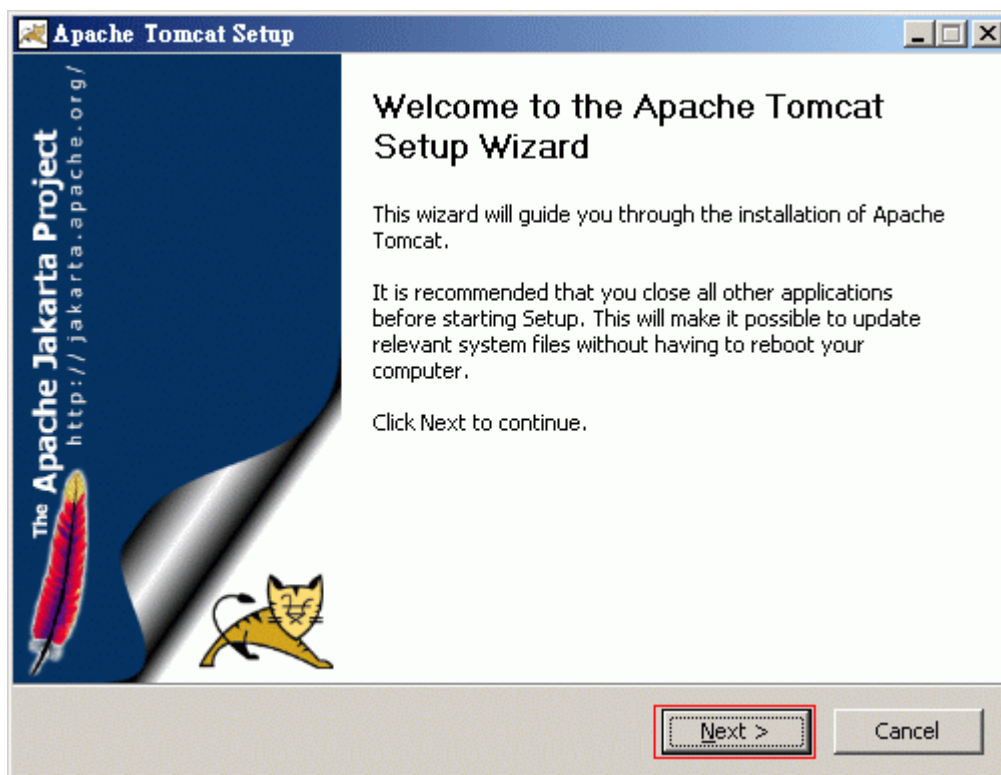 Apache Tomcat Setup
The Apache Jakarta Project
http://jakarta.apache.org/
Welcome to the Apache Tomcat
Setup Wizard
This wizard will guide you through the installation of Apache
Tomcat.
It is recommended that you close all other applications
before starting Setup. This will make it possible to update
relevant system files without having to reboot your
computer.
Click Next to continue.
Next >
Cancel